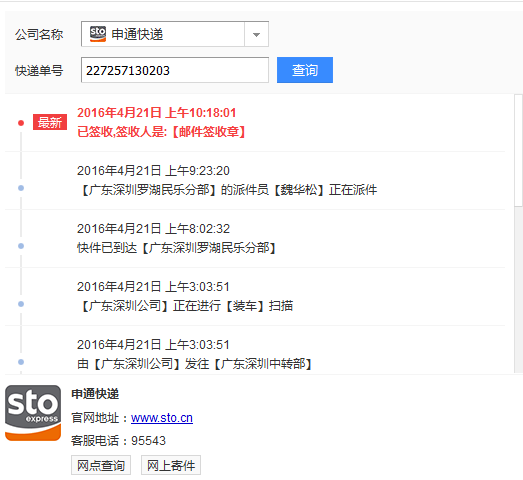 公司名称
sto express 申通快递
快递单号
227257130203
查询
最新
2016年4月21日 上午10:18:01
已签收,签收人是:【邮件签收章】
2016年4月21日 上午9:23:20
【广东深圳罗湖民乐分部】的派件员【魏华松】正在派件
2016年4月21日 上午8:02:32
快件已到达【广东深圳罗湖民乐分部】
2016年4月21日 上午3:03:51
【广东深圳公司】正在进行【装车】扫描
2016年4月21日 上午3:03:51
由【广东深圳公司】发往【广东深圳中转部】
sto
express
申通快递
官网地址：www.sto.cn
客服电话：95543
网点查询 网上寄件